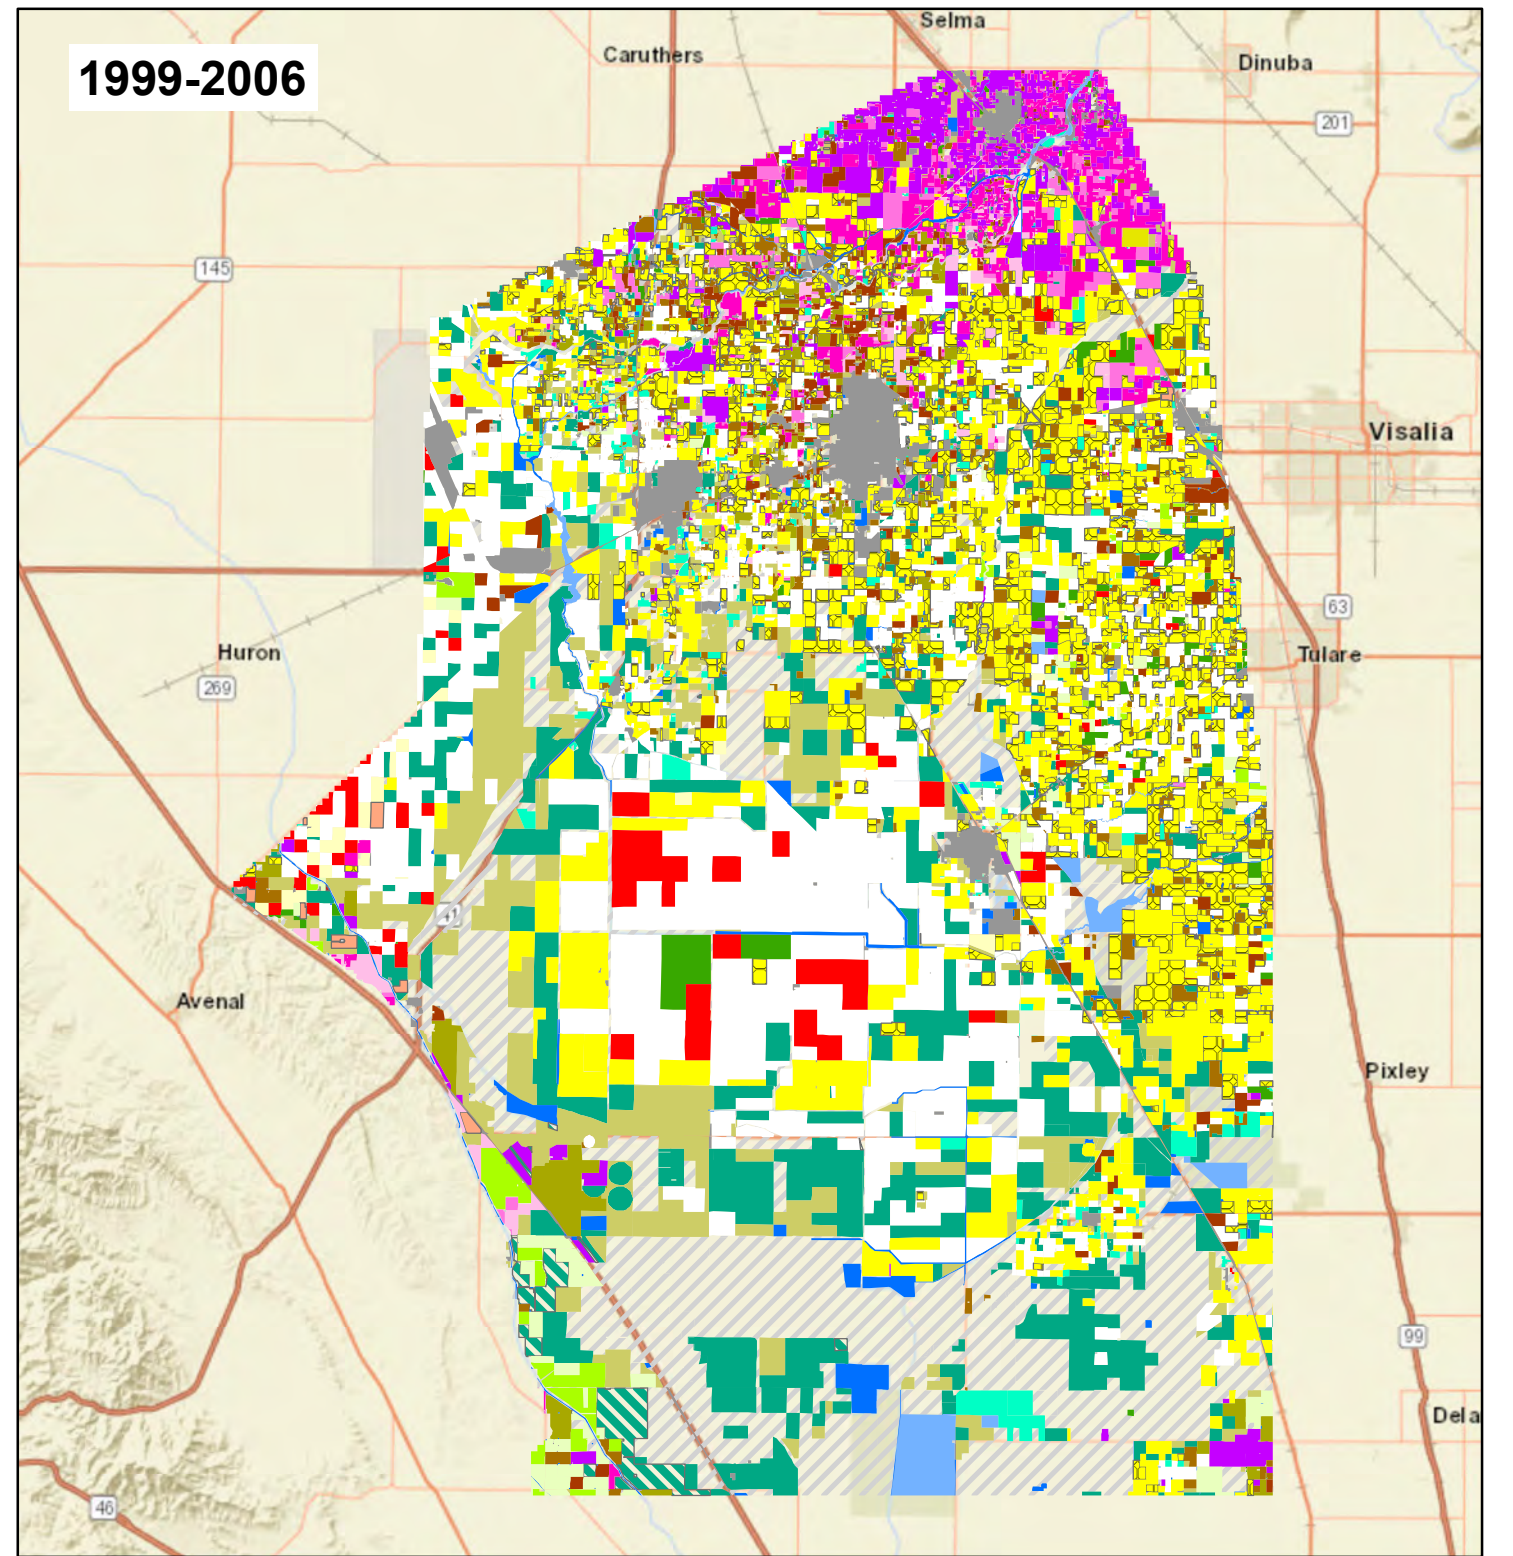 1999-2006
Selma
Caruthers
Dinuba
201
145
Visalia
63
Huron
Tulare
269
41
Avenal
Pixley
99
Dela
46